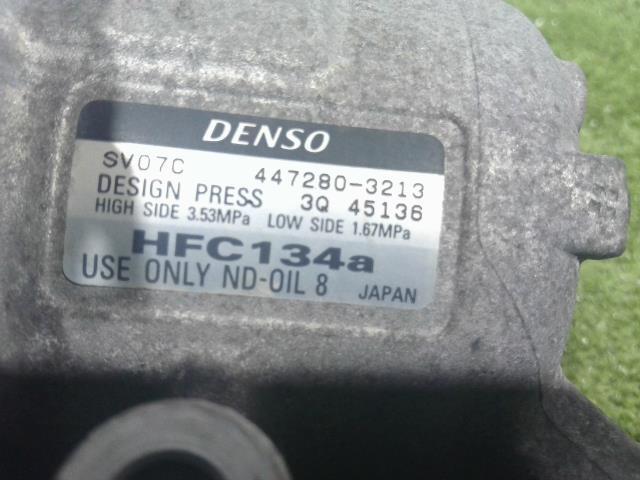 DENSO
SV07C 447280-3213
DESIGN PRESS 3Q 45136
HIGH SIDE 3.53MPa LOW SIDE 1.67MPa
HFC134a
USE ONLY ND-OIL 8 JAPAN